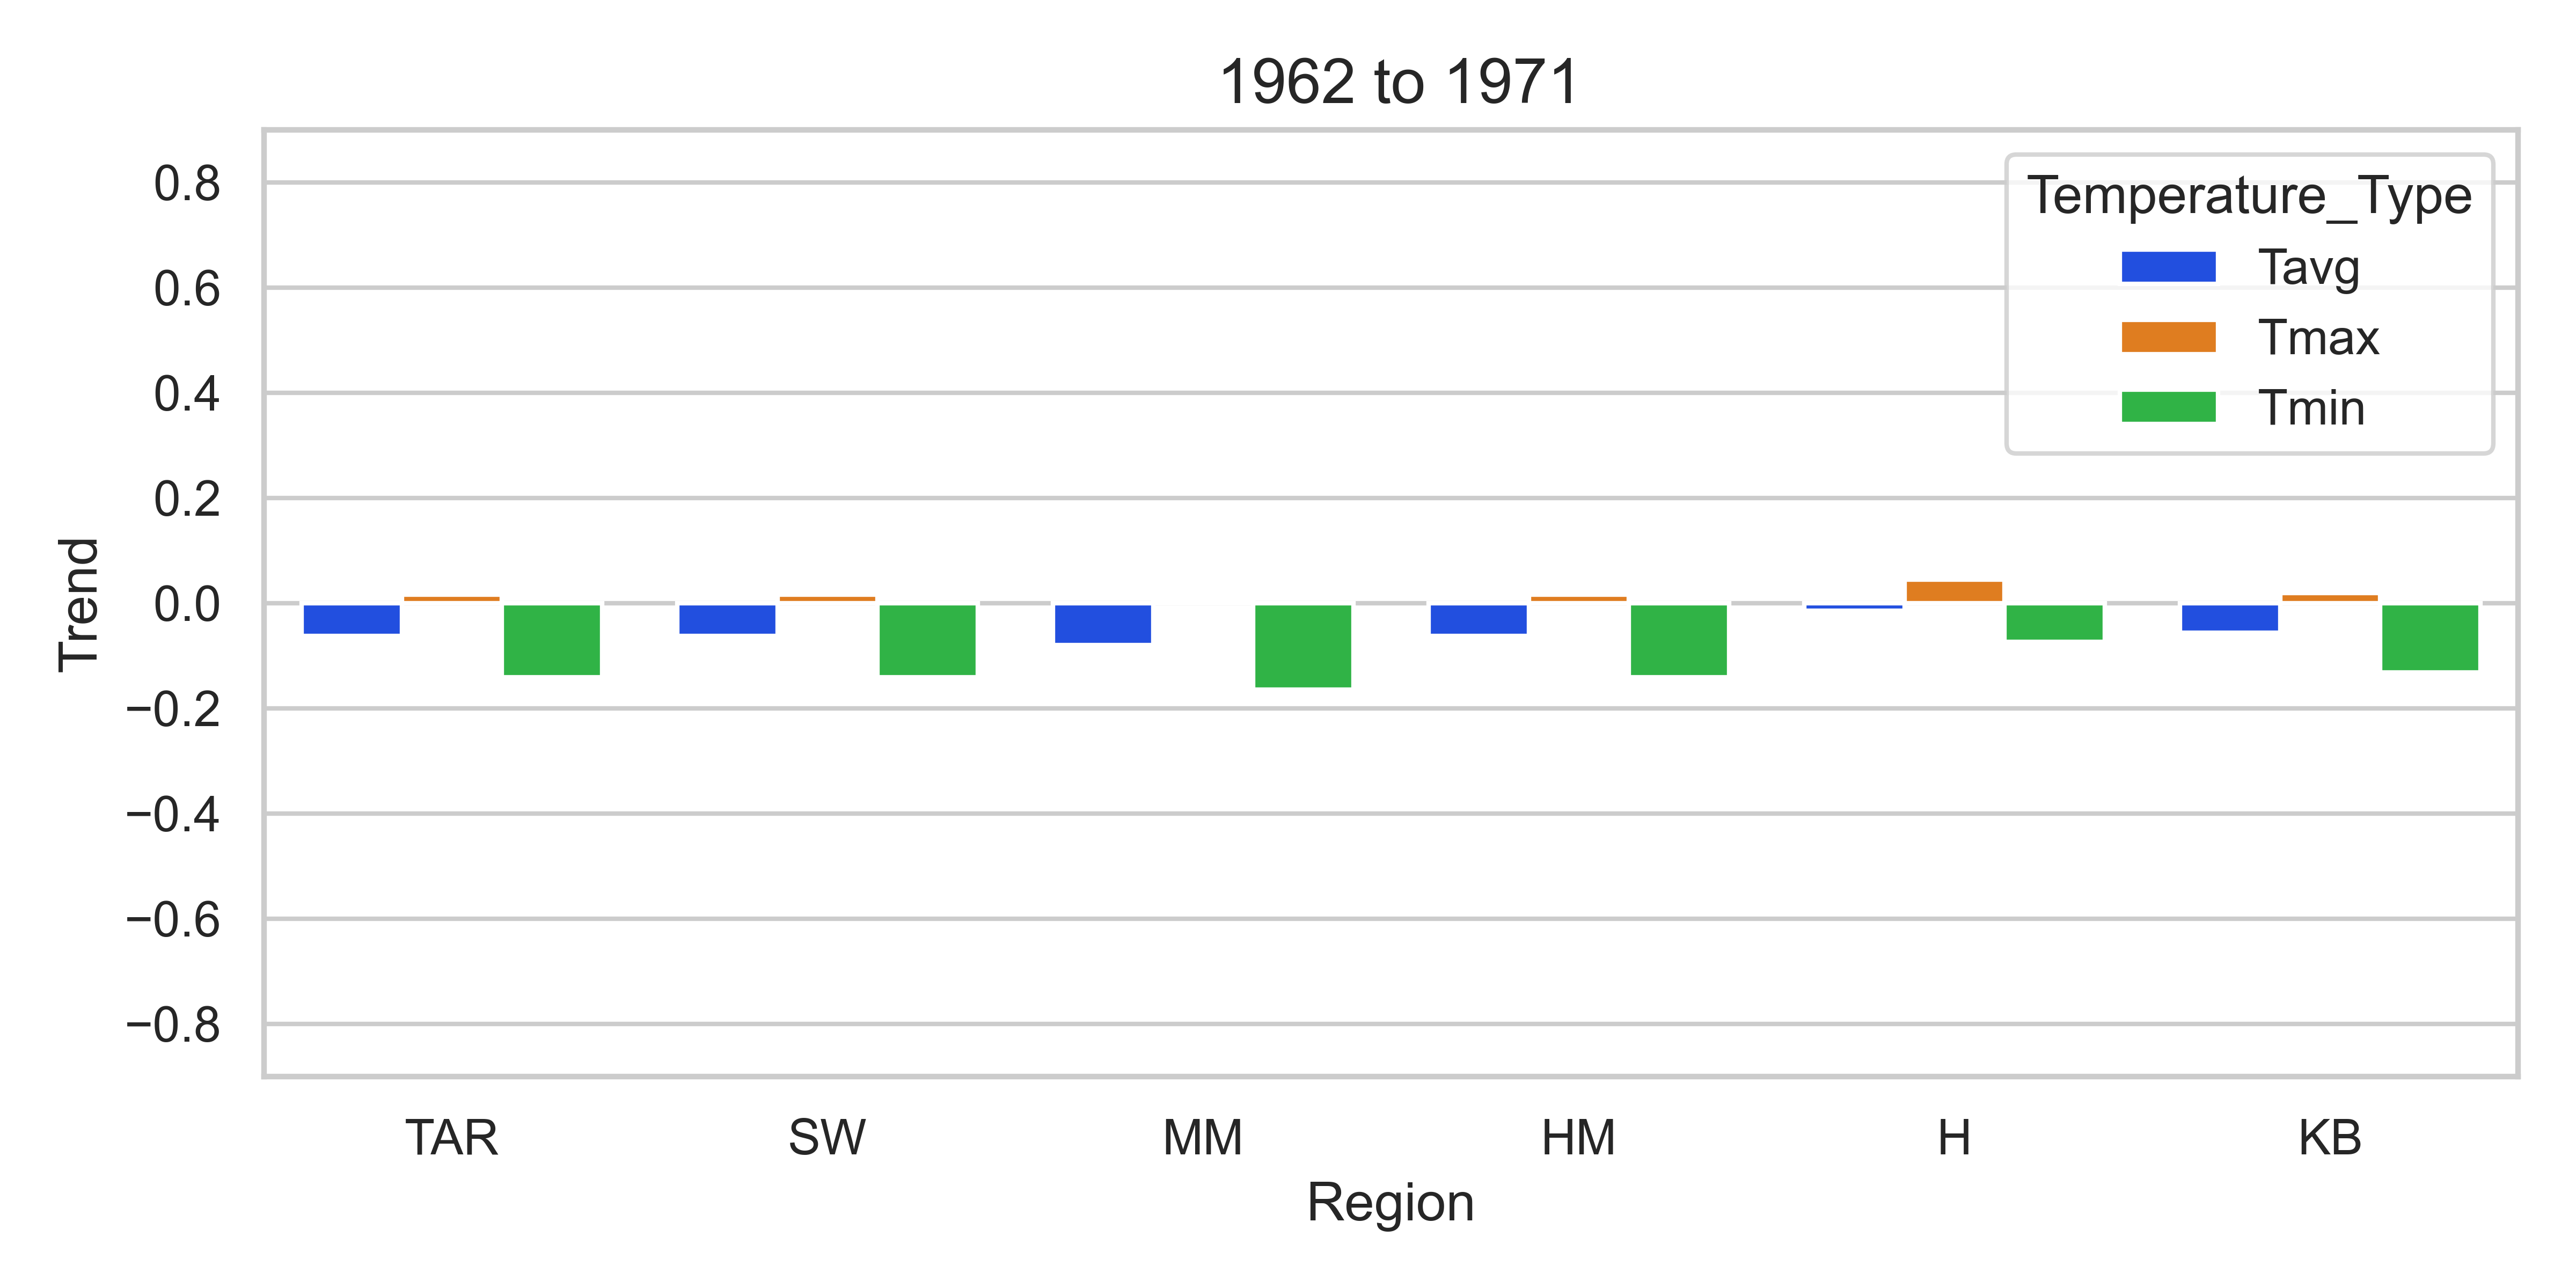 1962 to 1971
Temperature_Type
Tavg
Tmax
Tmin
Trend
0.8
0.6
0.4
0.2
0.0
−0.2
−0.4
−0.6
−0.8
TAR SW MM HM H KB
Region